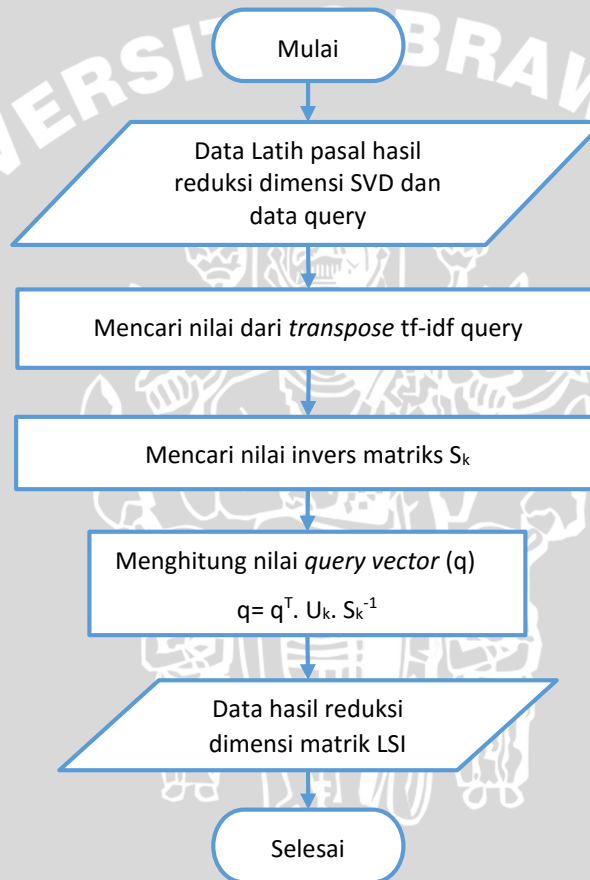 VERSIT
BRAW
Mulai
Data Latih pasal hasil
reduksi dimensi SVD dan
data query
Mencari nilai dari transpose tf-idf query
Mencari nilai invers matriks Sk
Menghitung nilai query vector (q)
q= qT. Uk. Sk-1
Data hasil reduksi
dimensi matrik LSI
Selesai